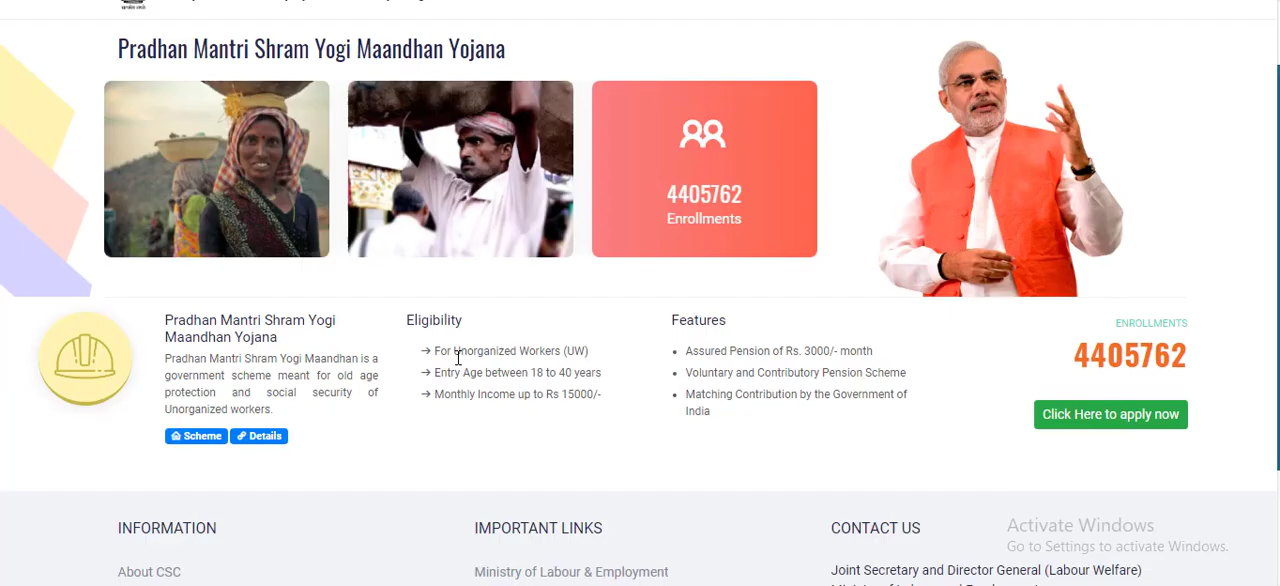 Pradhan Mantri Shram Yogi Maandhan Yojana
4405762
Enrollments
Pradhan Mantri Shram Yogi
Maandhan Yojana
Pradhan Mantri Shram Yogi Maandhan is a
government scheme meant for old age
protection and social security of
Unorganized workers.
Scheme
Details
Eligibility
→ For Unorganized Workers (UW)
→ Entry Age between 18 to 40 years
→ Monthly Income up to Rs 15000/-
Features
• Assured Pension of Rs. 3000/- month
• Voluntary and Contributory Pension Scheme
• Matching Contribution by the Government of
India
ENROLLMENTS
4405762
Click Here to apply now
INFORMATION
About CSC
IMPORTANT LINKS
Ministry of Labour & Employment
CONTACT US
Joint Secretary and Director General (Labour Welfare)
Activate Windows
Go to Settings to activate Windows.